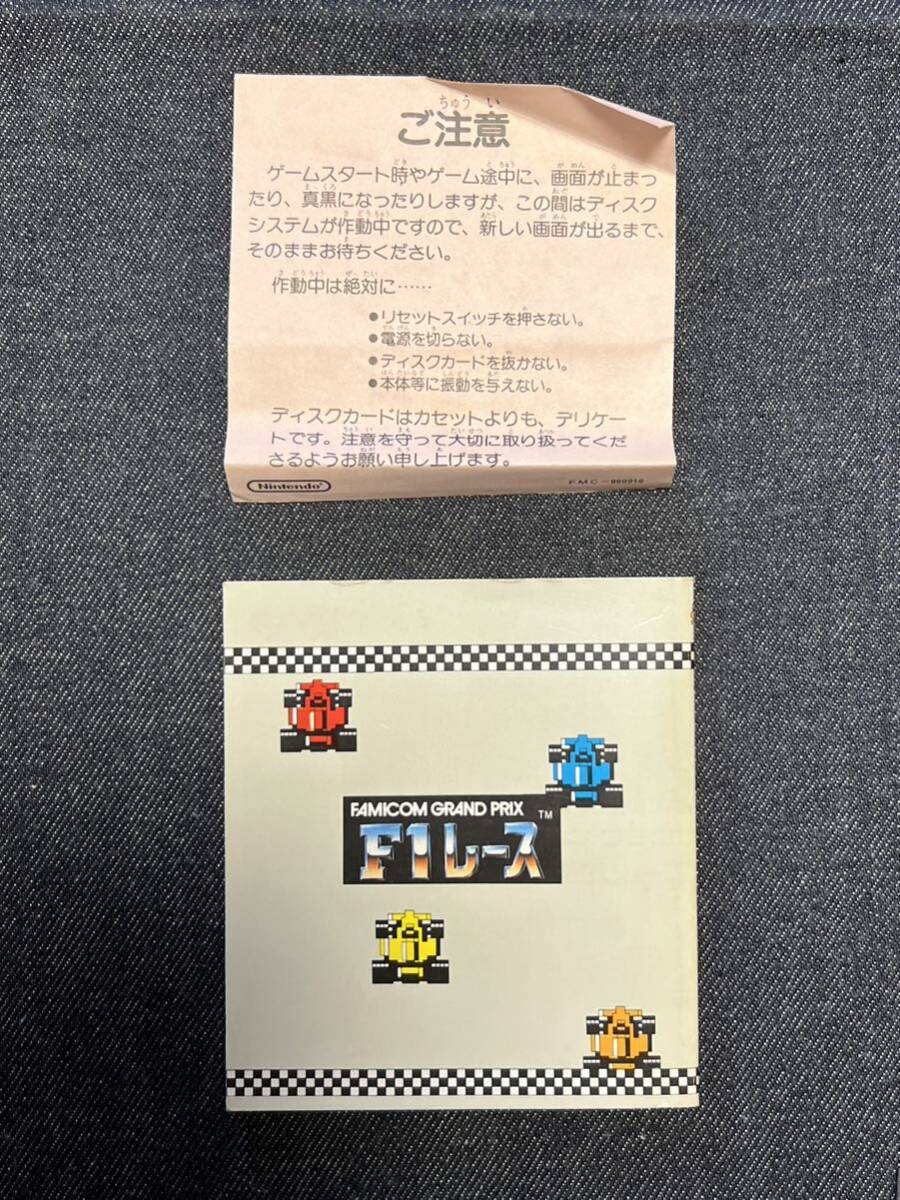 ご注意
ゲームスタート時やゲーム途中に、画面が止まっ
たり、真黒になったりしますが、この間はディスク
システムが作動中ですので、新しい画面が出るまで、
そのままお待ちください。
作動中は絶対に……
●リセットスイッチを押さない。
●電源を切らない。
●ディスクカードを抜かない。
●本体等に振動を与えない。
ディスクカードはカセットよりも、デリケー
トです。注意を守って大切に取り扱ってくだ
さるようお願い申し上げます。
Nintendo
FAMICOM GRAND PRIX
F1レース TM